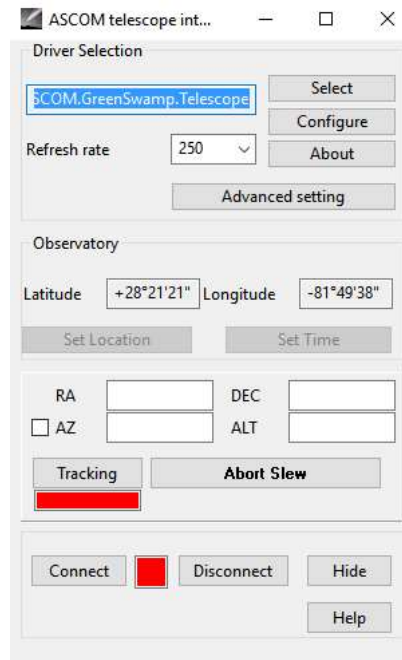 ASCOM telescope int...
Driver Selection
SCOM.GreenSwamp.Telescope
Select
Configure
Refresh rate
250
About
Advanced setting
Observatory
Latitude +28°21'21" Longitude -81°49'38"
Set Location Set Time
RA DEC
AZ ALT
Tracking Abort Slew
Connect Disconnect Hide
Help